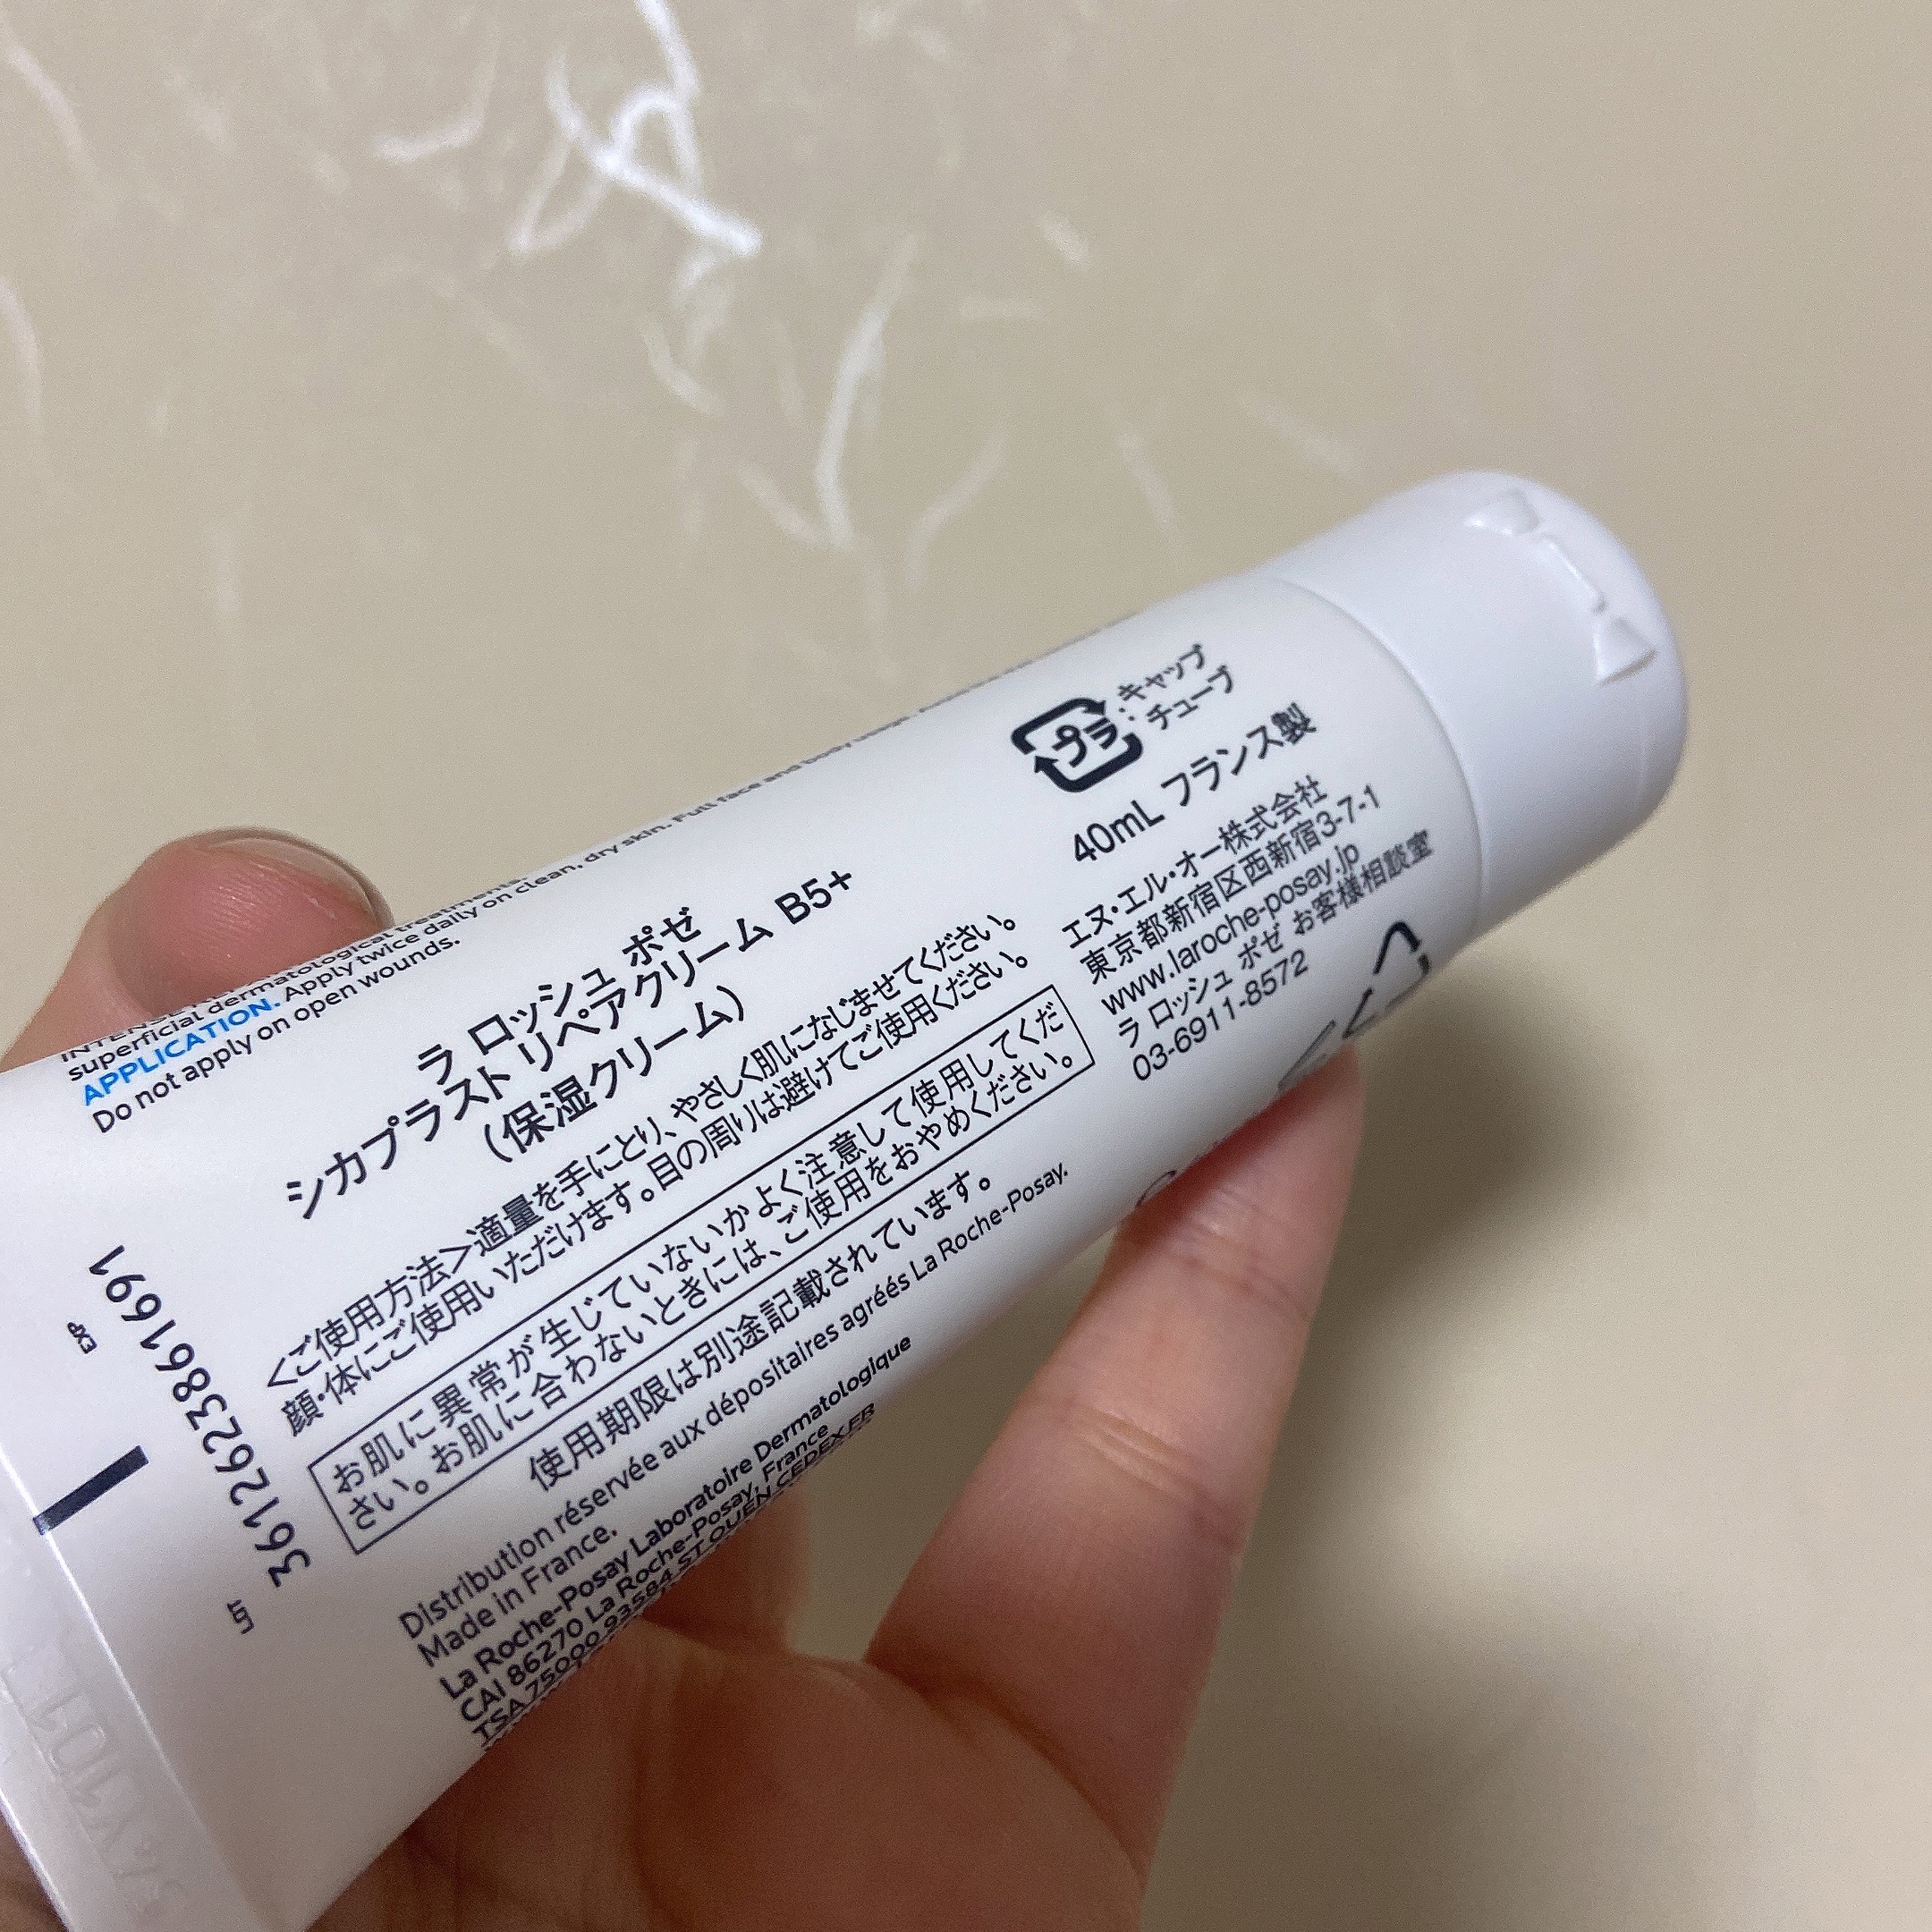 superficial dermatological treatments.
APPLICATION. Apply twice daily on clean, dry skin. Full face and body usage.
Do not apply on open wounds.
ラ ロッシュ ポゼ
シカプラスト リペアクリーム B5+
(保湿クリーム)
<ご使用方法>適量を手にとり、やさしく肌になじませてください。
顔・体にご使用いただけます。目の周りは避けてご使用ください。
お肌に異常が生じていないかよく注意して使用してくだ
さい。お肌に合わないときには、ご使用をおやめください。
使用期限は別途記載されています。
Distribution réservée aux dépositaires agréés La Roche-Posay.
Made in France.
La Roche-Posay Laboratoire Dermatologique
CAI 86270 La Roche-Posay, France
TSA 75000 93584 ST OUEN CEDEX FR
プラ
:キャップ
チューブ
40mL フランス製
エヌ・エル・オー株式会社
東京都新宿区西新宿3-7-1
www.laroche-posay.jp
ラ ロッシュ ポゼ お客様相談室
03-6911-8572
EXP
3612623861691
LOT